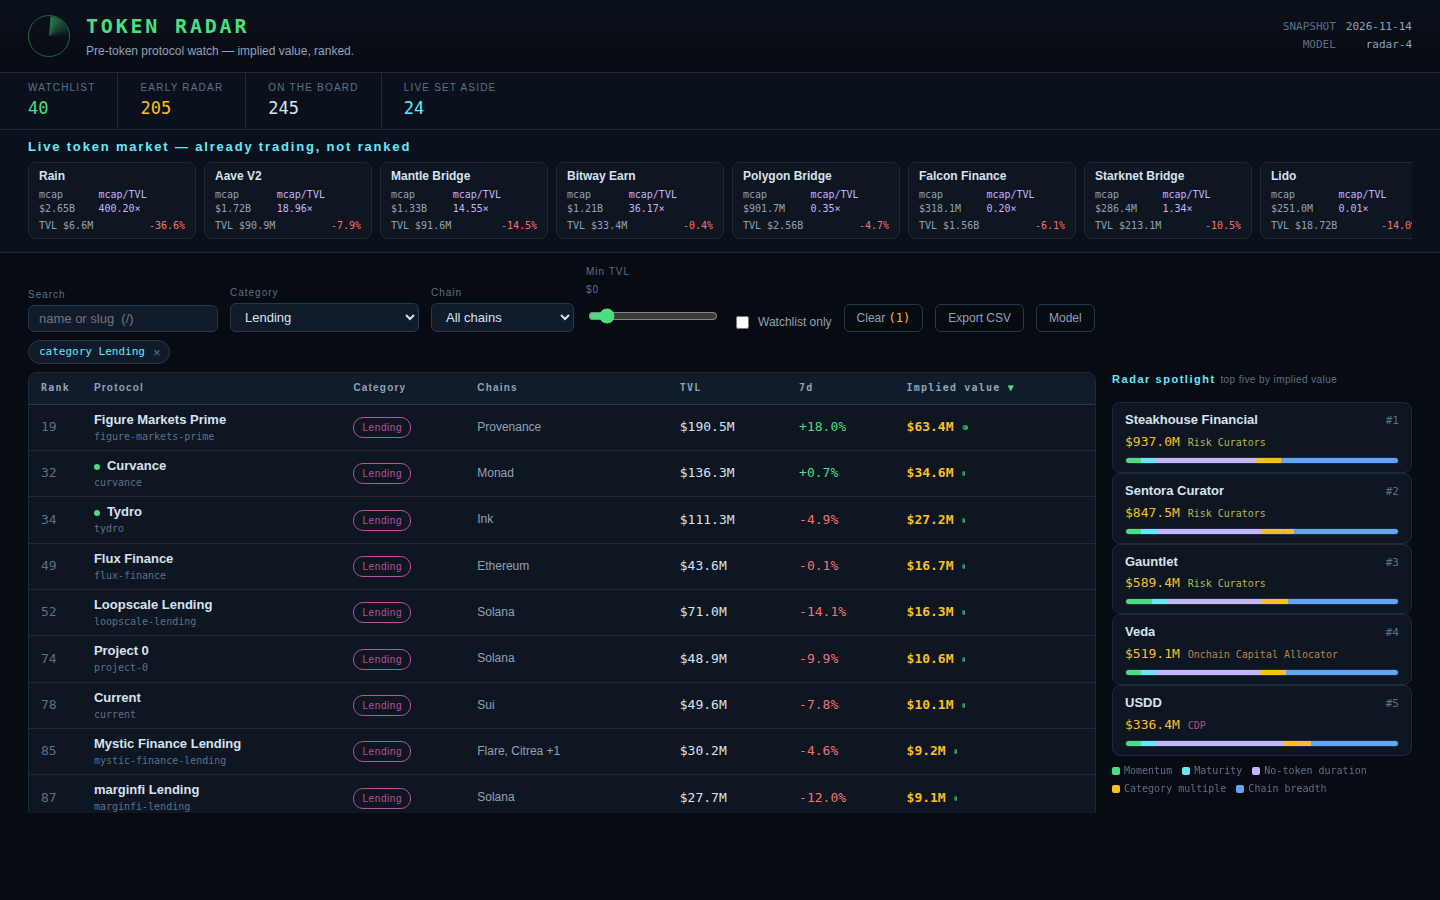 TOKEN RADAR
Pre-token protocol watch — implied value, ranked.
SNAPSHOT 2026-11-14
MODEL radar-4
WATCHLIST
40
EARLY RADAR
205
ON THE BOARD
245
LIVE SET ASIDE
24
Live token market — already trading, not ranked
Rain
mcap mcap/TVL
$2.65B 400.20×
TVL $6.6M -36.6%
Aave V2
mcap mcap/TVL
$1.72B 18.96×
TVL $90.9M -7.9%
Mantle Bridge
mcap mcap/TVL
$1.33B 14.55×
TVL $91.6M -14.5%
Bitway Earn
mcap mcap/TVL
$1.21B 36.17×
TVL $33.4M -0.4%
Polygon Bridge
mcap mcap/TVL
$901.7M 0.35×
TVL $2.56B -4.7%
Falcon Finance
mcap mcap/TVL
$318.1M 0.20×
TVL $1.56B -6.1%
Starknet Bridge
mcap mcap/TVL
$286.4M 1.34×
TVL $213.1M -10.5%
Lido
mcap mcap/TVL
$251.0M 0.01×
TVL $18.72B -14.0
Search
name or slug (/)
Category
Lending
Chain
All chains
Min TVL
$0
Watchlist only
Clear (1)
Export CSV
Model
category Lending ×
Rank Protocol Category Chains TVL 7d Implied value ▼
19 Figure Markets Prime Lending Provenance $190.5M +18.0% $63.4M
figure-markets-prime
32 Curvance Lending Monad $136.3M +0.7% $34.6M
curvance
34 Tydro Lending Ink $111.3M -4.9% $27.2M
tydro
49 Flux Finance Lending Ethereum $43.6M -0.1% $16.7M
flux-finance
52 Loopscale Lending Lending Solana $71.0M -14.1% $16.3M
loopscale-lending
74 Project 0 Lending Solana $48.9M -9.9% $10.6M
project-0
78 Current Lending Sui $49.6M -7.8% $10.1M
current
85 Mystic Finance Lending Lending Flare, Citrea +1 $30.2M -4.6% $9.2M
mystic-finance-lending
87 marginfi Lending Lending Solana $27.7M -12.0% $9.1M
marginfi-lending
Radar spotlight top five by implied value
Steakhouse Financial #1
$937.0M Risk Curators
Sentora Curator #2
$847.5M Risk Curators
Gauntlet #3
$589.4M Risk Curators
Veda #4
$519.1M Onchain Capital Allocator
USDD #5
$336.4M CDP
Momentum Maturity No-token duration
Category multiple Chain breadth